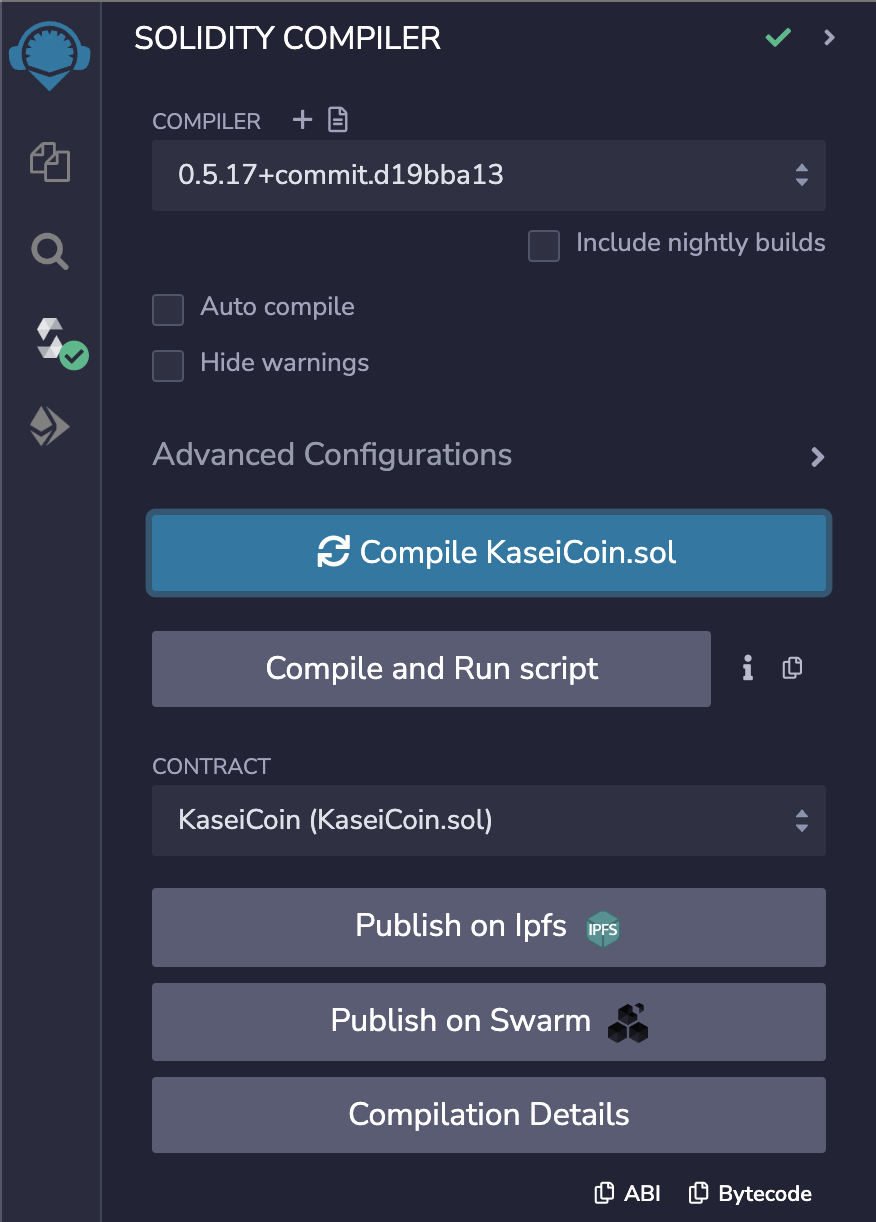 SOLIDITY COMPILER
COMPILER
0.5.17+commit.d19bba13
Include nightly builds
Auto compile
Hide warnings
Advanced Configurations
Compile KaseiCoin.sol
Compile and Run script
CONTRACT
KaseiCoin (KaseiCoin.sol)
Publish on Ipfs IPFS
Publish on Swarm
Compilation Details
ABI Bytecode